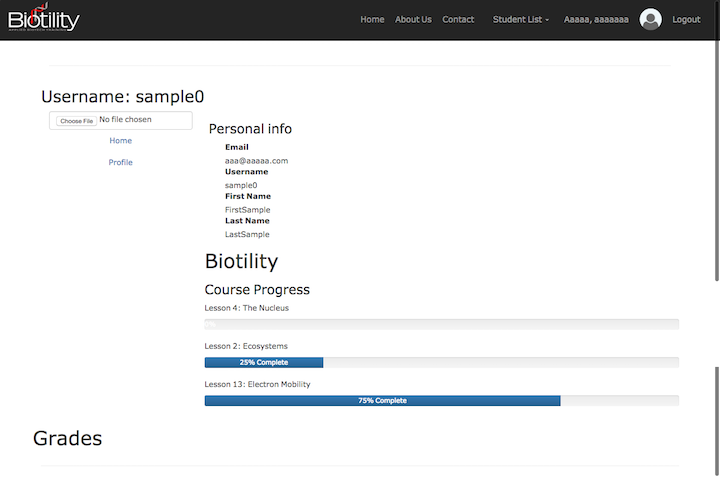 Biotility
Home About Us Contact Student List Aaaaa, aaaaaaa Logout
Username: sample0
Choose File No file chosen
Home
Profile
Personal info
Email
aaa@aaaaa.com
Username
sample0
First Name
FirstSample
Last Name
LastSample
Biotility
Course Progress
Lesson 4: The Nucleus
Lesson 2: Ecosystems
25% Complete
Lesson 13: Electron Mobility
75% Complete
Grades